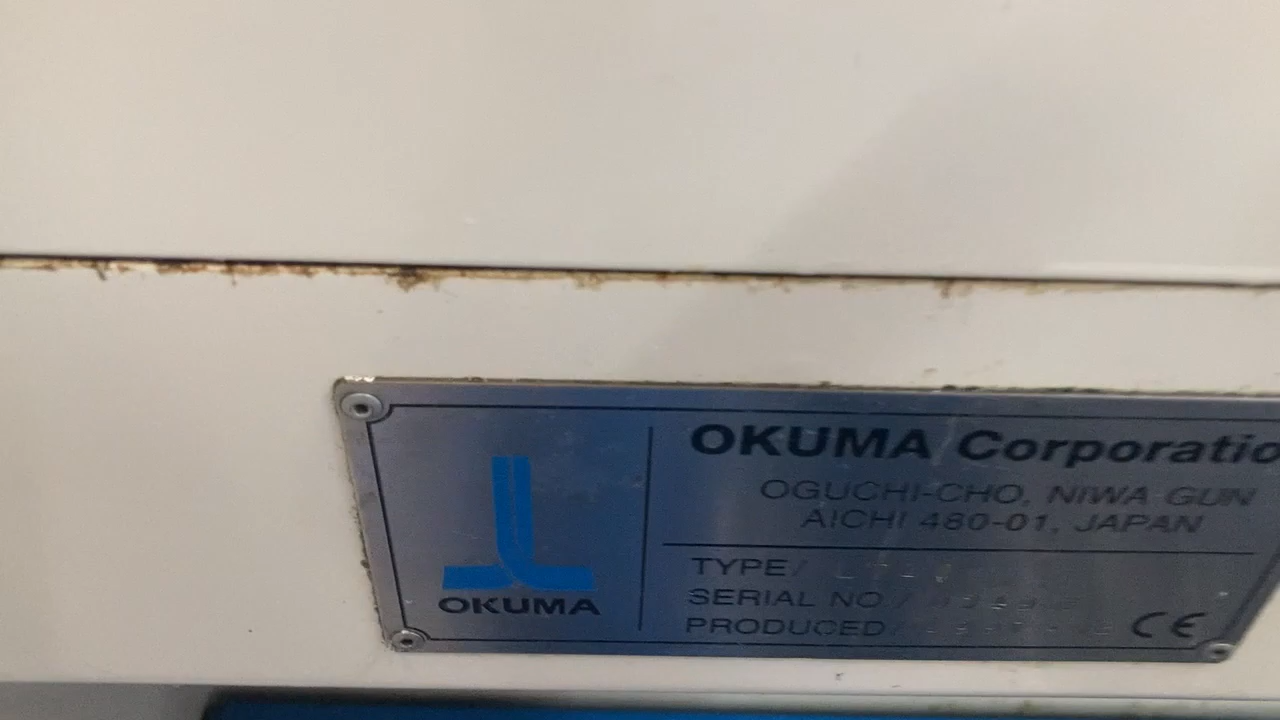 OKUMA Corporatio
OGUCHI-CHO, NIWA GUN
AICHI 480-01, JAPAN
TYPE/
SERIAL NO /
PRODUCED/
CE
OKUMA